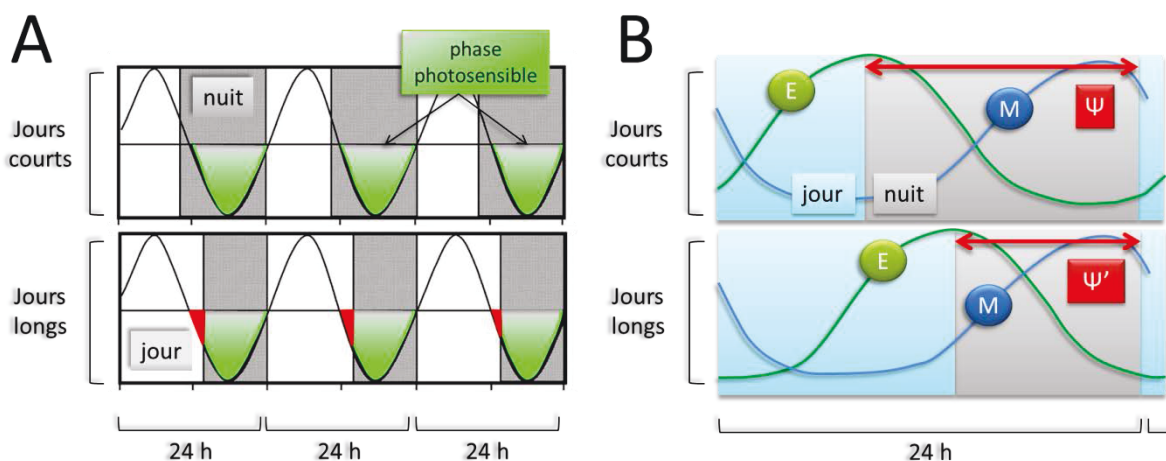 A
Jours
courts
nuit
phase
photosensible
Jours
longs
jour
24 h
24 h
24 h
B
Jours
courts
E
M
Ψ
jour
nuit
Jours
longs
E
M
Ψ’
24 h